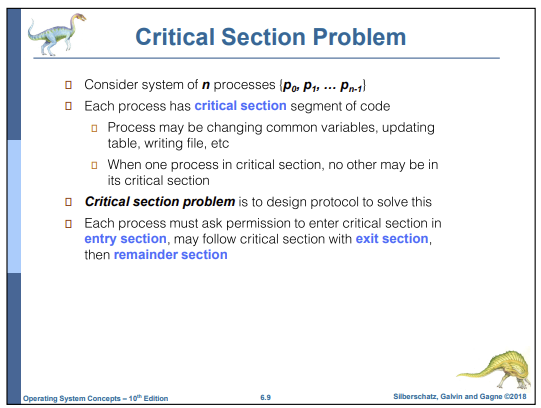 Critical Section Problem
Consider system of n processes {p0, p1, … pn-1}
Each process has critical section segment of code
Process may be changing common variables, updating
table, writing file, etc
When one process in critical section, no other may be in
its critical section
Critical section problem is to design protocol to solve this
Each process must ask permission to enter critical section in
entry section, may follow critical section with exit section,
then remainder section
Operating System Concepts – 10th Edition
6.9
Silberschatz, Galvin and Gagne ©2018